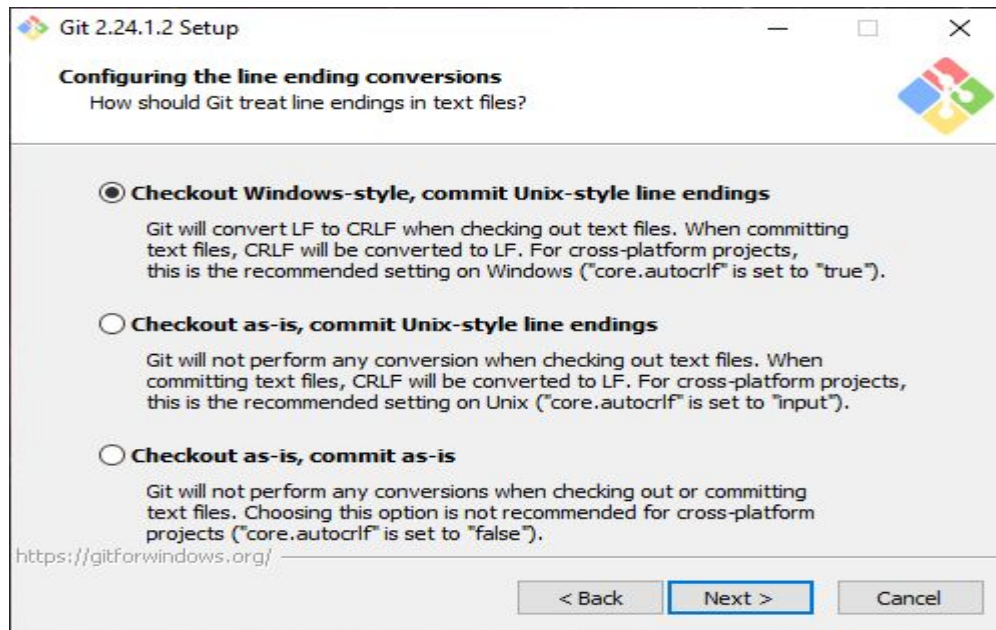 Git 2.24.1.2 Setup
Configuring the line ending conversions
How should Git treat line endings in text files?
Checkout Windows-style, commit Unix-style line endings
Git will convert LF to CRLF when checking out text files. When committing
text files, CRLF will be converted to LF. For cross-platform projects,
this is the recommended setting on Windows ("core.autocrlf" is set to "true").
Checkout as-is, commit Unix-style line endings
Git will not perform any conversion when checking out text files. When
committing text files, CRLF will be converted to LF. For cross-platform projects,
this is the recommended setting on Unix ("core.autocrlf" is set to "input").
Checkout as-is, commit as-is
Git will not perform any conversions when checking out or committing
text files. Choosing this option is not recommended for cross-platform
projects ("core.autocrlf" is set to "false").
https://gitforwindows.org/
< Back Next > Cancel